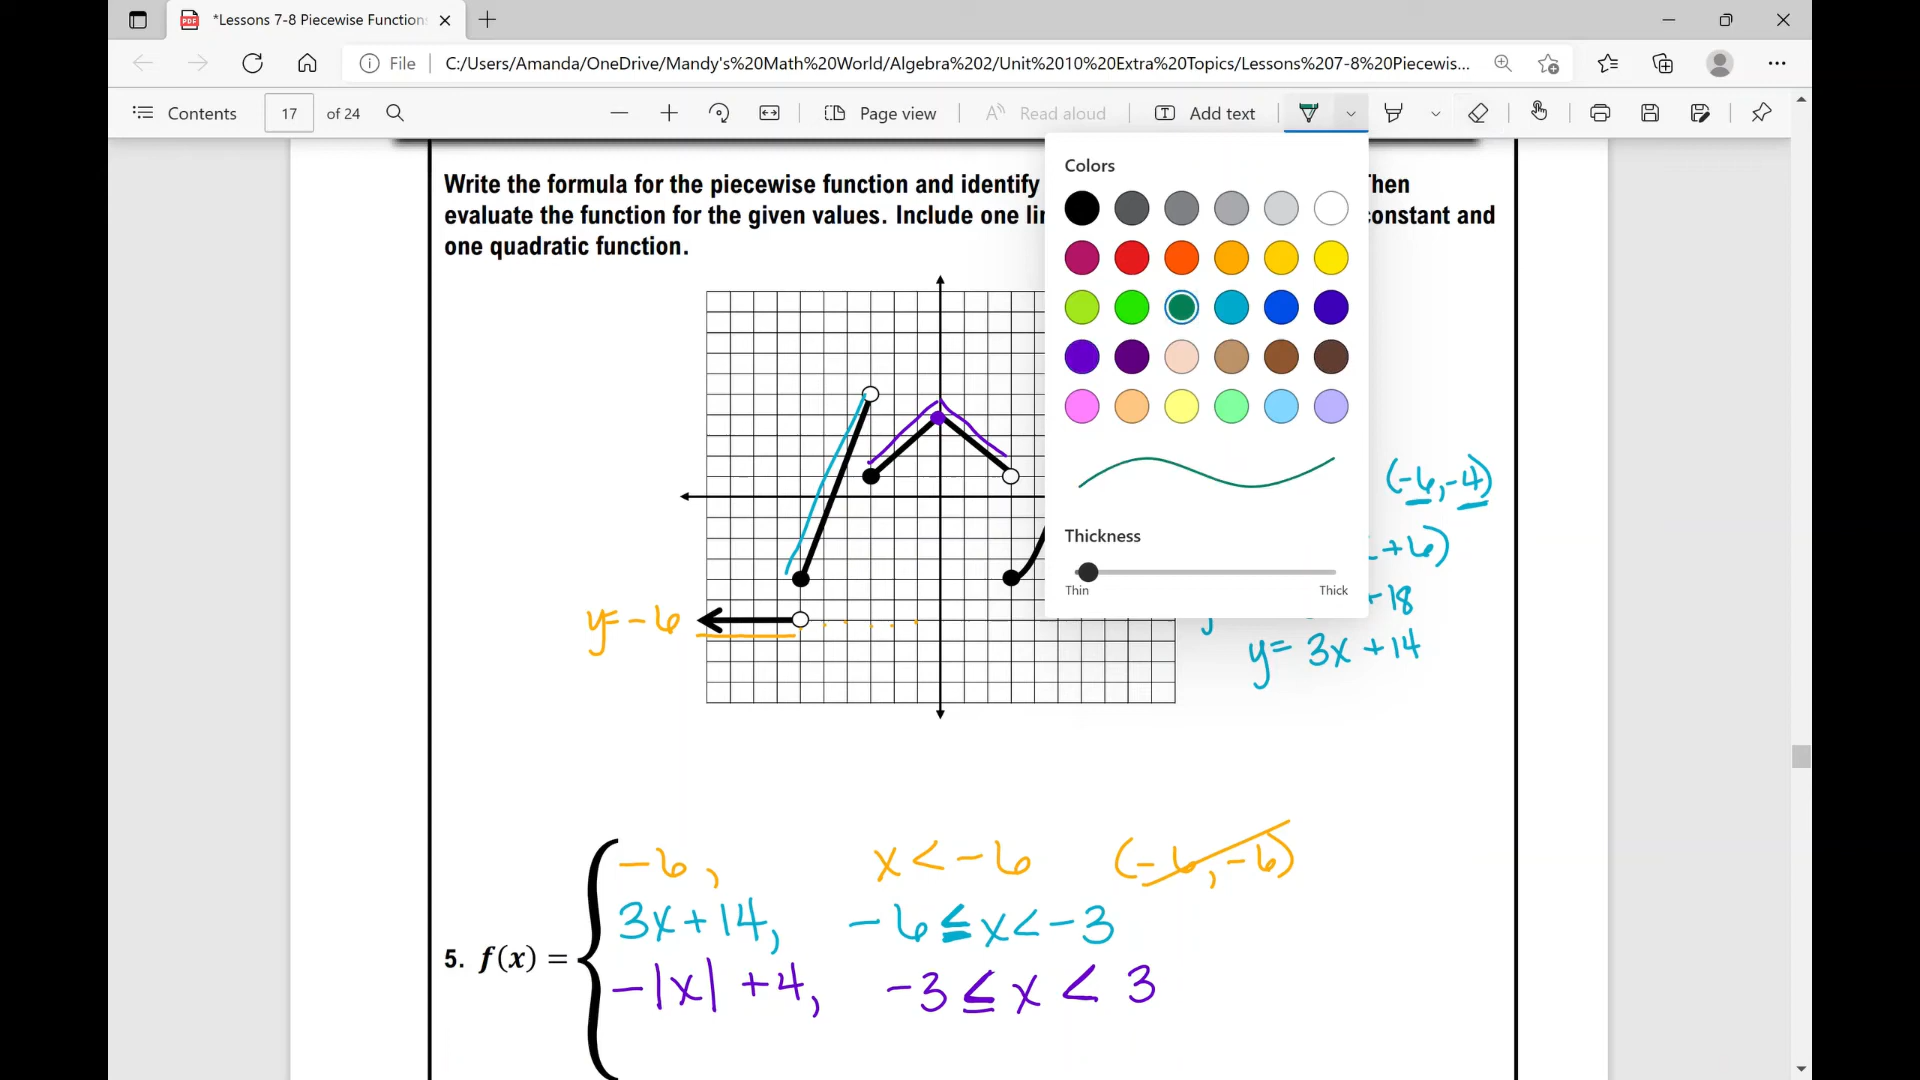 *Lessons 7-8 Piecewise Function
File C:/Users/Amanda/OneDrive/Mandy's%20Math%20World/Algebra%202/Unit%2010%20Extra%20Topics/Lessons%207-8%20Piecewis...
Contents 17 of 24 Page view Read aloud Add text
Colors
Write the formula for the piecewise function and identify hen
evaluate the function for the given values. Include one li onstant and
one quadratic function.
(-6,-4)
Thickness
+6)
Thin Thick
+18
y=-6
y= 3x+14
-6, x<-6 (-6,-6)
3x+14, -6≤x<-3
5. f(x) =
-|x|+4, -3≤x<3